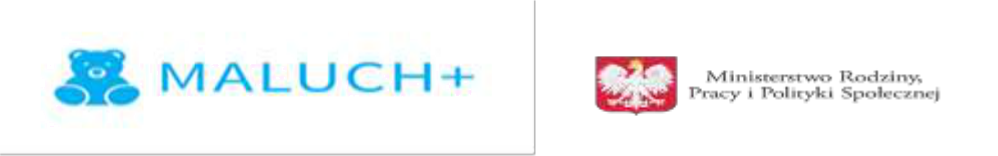 MALUCH+
Ministerstwo Rodziny,
Pracy i Polityki Społecznej